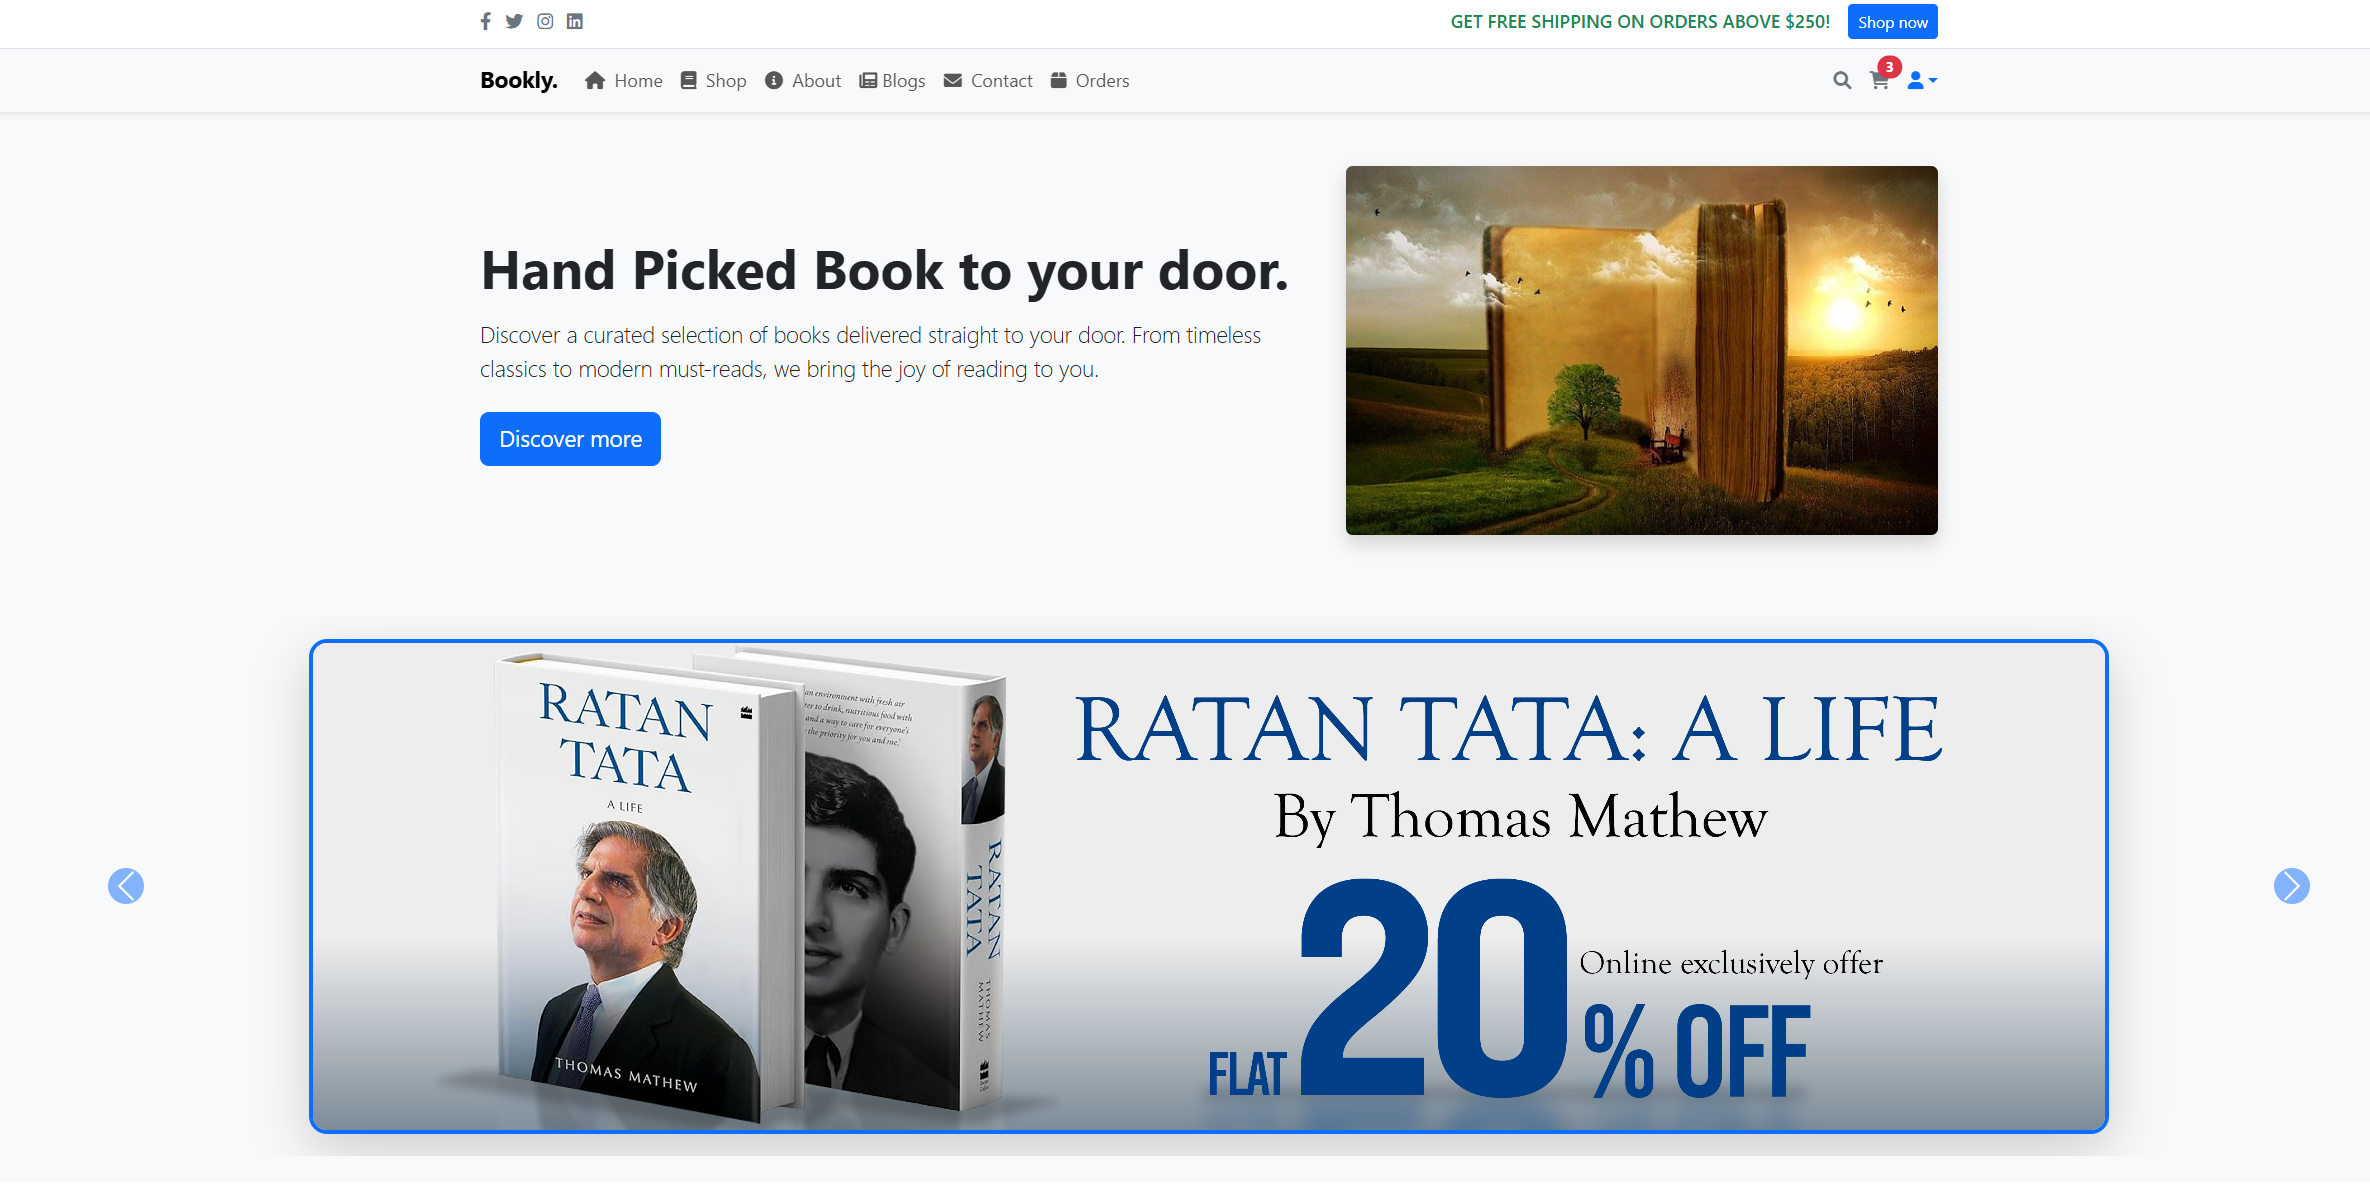 GET FREE SHIPPING ON ORDERS ABOVE $250! Shop now
Bookly. Home Shop About Blogs Contact Orders 3
Hand Picked Book to your door.
Discover a curated selection of books delivered straight to your door. From timeless
classics to modern must-reads, we bring the joy of reading to you.
Discover more
RATAN
TATA
A LIFE
THOMAS MATHEW
an environment with fresh air
to drink, nutritious food with
and a way to care for everyone's
the priority for you and me.'
RATAN
TATA
THOMAS
MATHEW
RATAN TATA: A LIFE
By Thomas Mathew
FLAT 20% OFF
Online exclusively offer